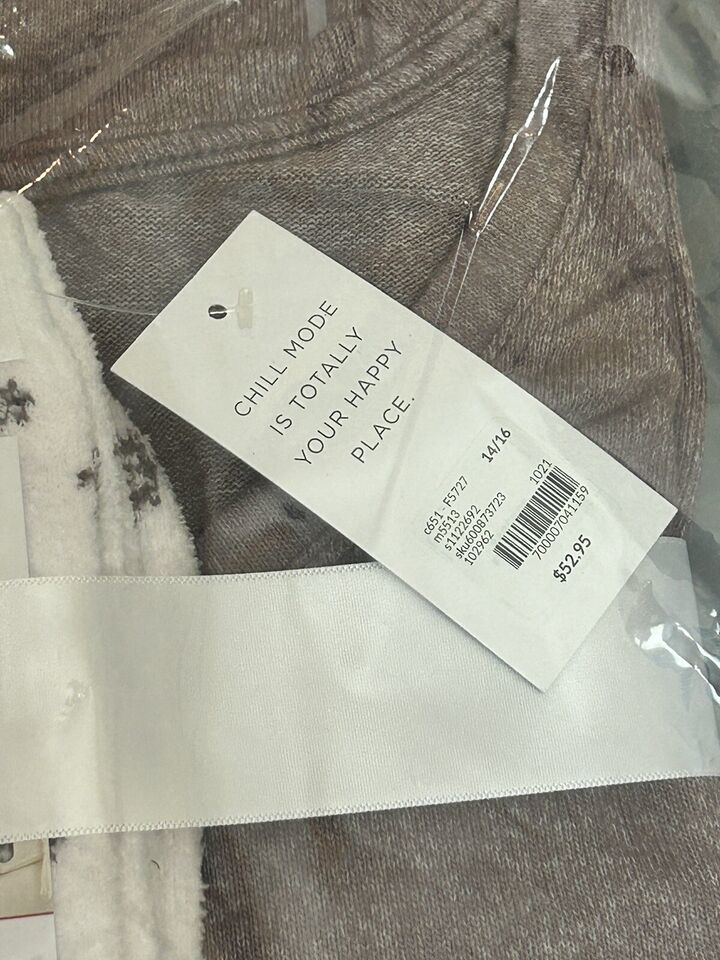 CHILL MODE
IS TOTALLY
YOUR HAPPY
PLACE.
14/16
c651 - F5727
m5513
s1122692
sku600873723
102962
1021
700007041159
$52.95